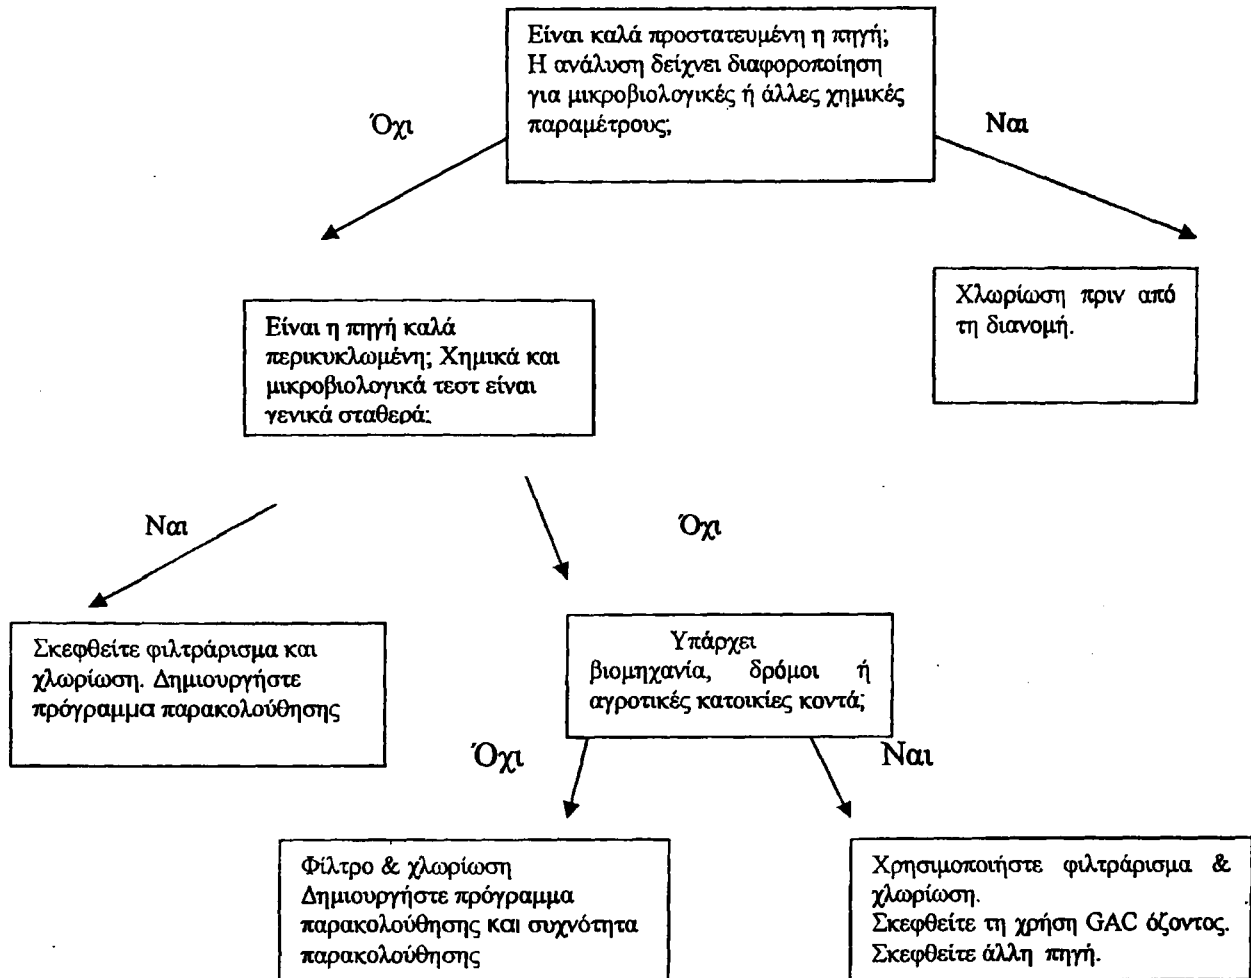 Είναι καλά προστατευμένη η πηγή;
Η ανάλυση δείχνει διαφοροποίηση
για μικροβιολογικές ή άλλες χημικές
παραμέτρους;
Όχι
Ναι
Χλωρίωση πριν από
τη διανομή.
Είναι η πηγή καλά
περικυκλωμένη; Χημικά και
μικροβιολογικά τεστ είναι
γενικά σταθερά;
Ναι
Όχι
Σκεφθείτε φιλτράρισμα και
χλωρίωση. Δημιουργήστε
πρόγραμμα παρακολούθησης
Υπάρχει
βιομηχανία, δρόμοι ή
αγροτικές κατοικίες κοντά;
Όχι
Ναι
Φίλτρο & χλωρίωση
Δημιουργήστε πρόγραμμα
παρακολούθησης και συχνότητα
παρακολούθησης
Χρησιμοποιήστε φιλτράρισμα &
χλωρίωση.
Σκεφθείτε τη χρήση GAC όζοντος.
Σκεφθείτε άλλη πηγή.